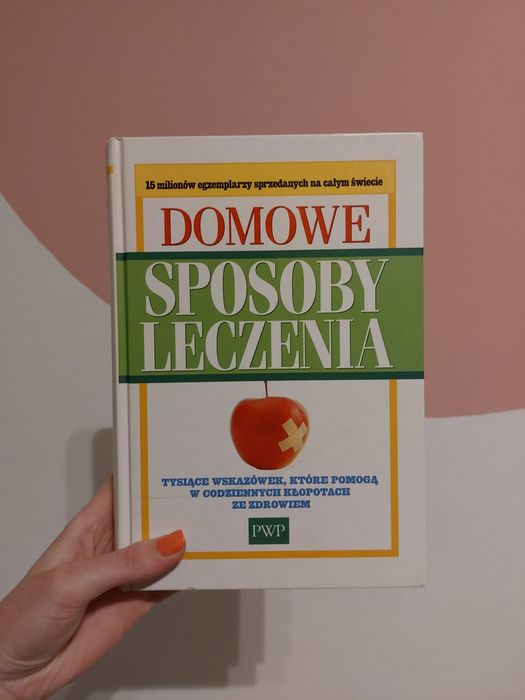 15 milionów egzemplarzy sprzedanych na całym świecie
DOMOWE
SPOSOBY
LECZENIA
TYSIĄCE WSKAZÓWEK, KTÓRE POMOGĄ
W CODZIENNYCH KŁOPOTACH
ZE ZDROWIEM
PWP